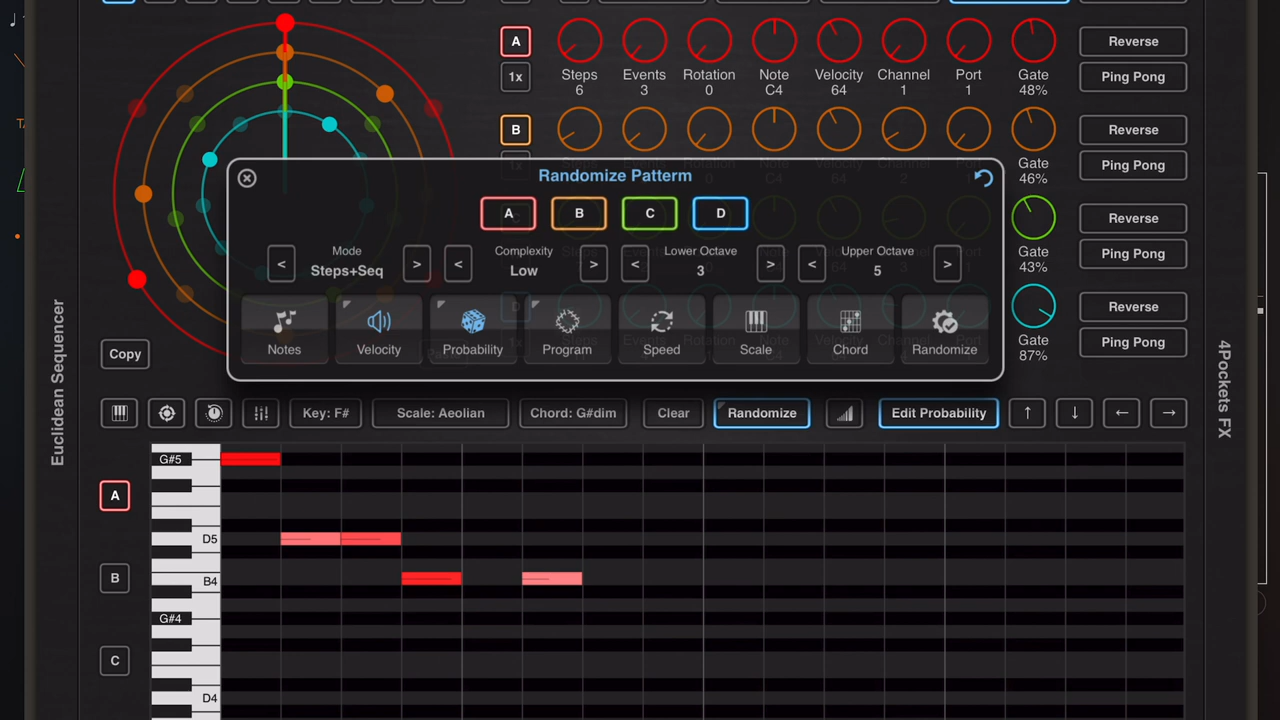 A
Steps Events Rotation Note Velocity Channel Port Gate
6 3 0 C4 64 1 1 48%
Reverse
1x
Ping Pong
B
Gate
46%
Reverse
Ping Pong
Randomize Patterm
A B C D
Mode Complexity Lower Octave Upper Octave
< Steps+Seq > < Low > < 3 > < 5 >
Notes Velocity Probability Program Speed Scale Chord Randomize
Gate
43%
Reverse
Ping Pong
Gate
87%
Reverse
Ping Pong
Copy
Euclidean Sequencer
4Pockets FX
Key: F# Scale: Aeolian Chord: G#dim Clear Randomize Edit Probability ↑ ↓ ← →
G#5
A
D5
B
B4
G#4
C
D4